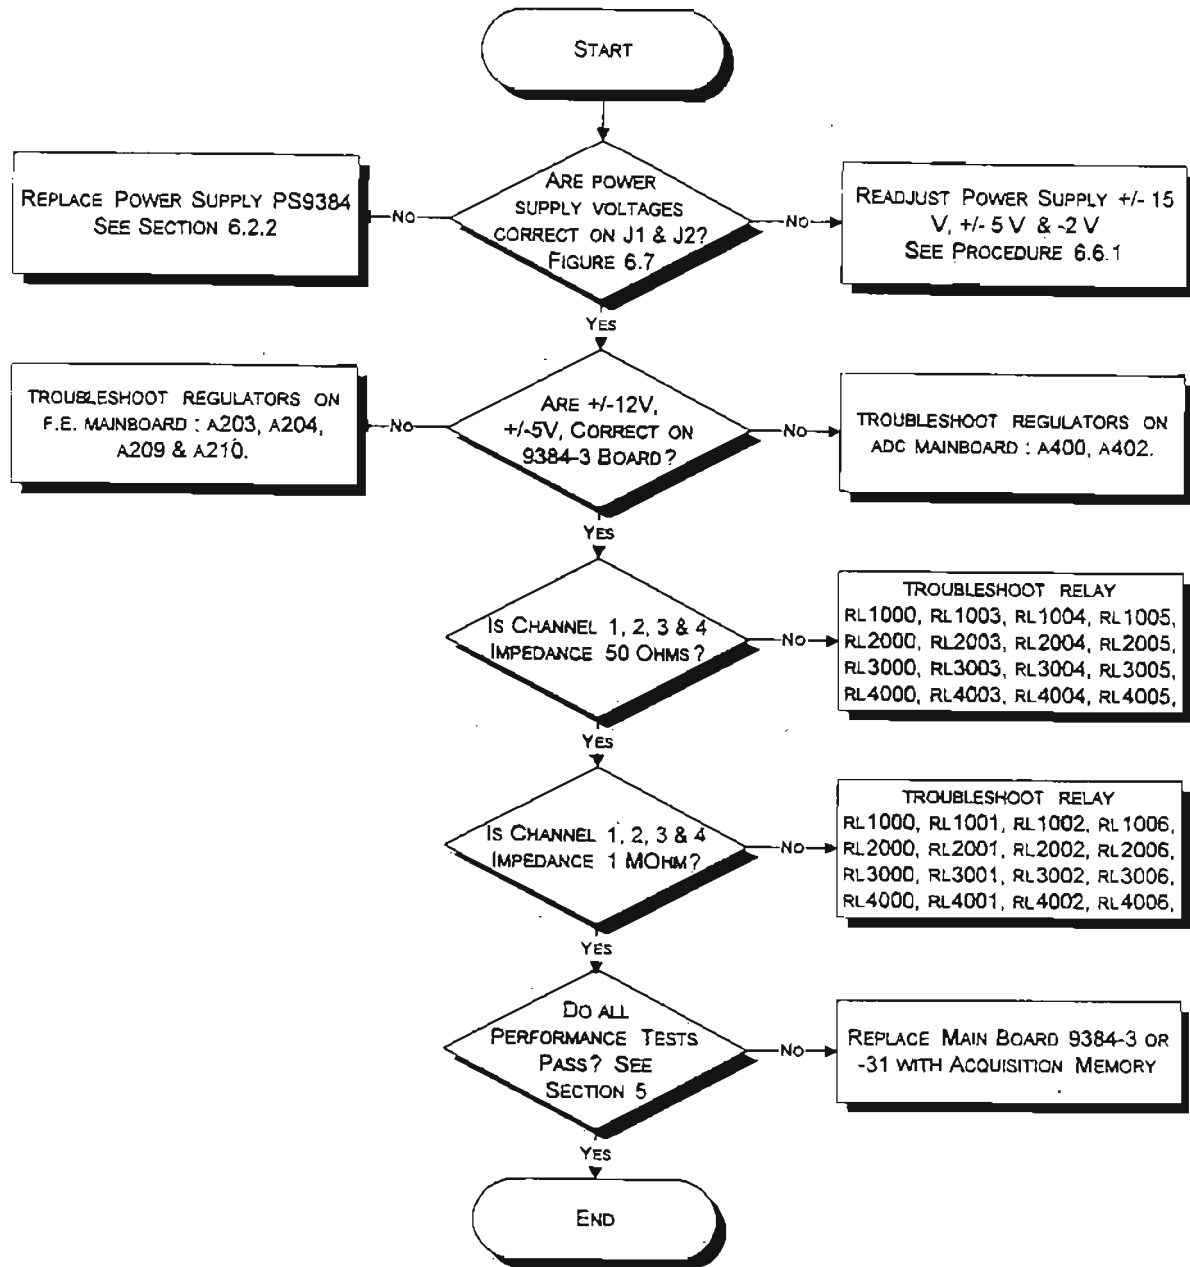 START
ARE POWER
SUPPLY VOLTAGES
CORRECT ON J1 & J2?
FIGURE 6.7
NO
REPLACE POWER SUPPLY PS9384
SEE SECTION 6.2.2
NO
READJUST POWER SUPPLY +/- 15
V, +/- 5 V & -2 V
SEE PROCEDURE 6.6.1
YES
ARE +/-12V,
+/-5V, CORRECT ON
9384-3 BOARD?
NO
TROUBLESHOOT REGULATORS ON
F.E. MAINBOARD : A203, A204,
A209 & A210.
NO
TROUBLESHOOT REGULATORS ON
ADC MAINBOARD : A400, A402.
YES
IS CHANNEL 1, 2, 3 & 4
IMPEDANCE 50 OHMS?
NO
TROUBLESHOOT RELAY
RL1000, RL1003, RL1004, RL1005,
RL2000, RL2003, RL2004, RL2005,
RL3000, RL3003, RL3004, RL3005,
RL4000, RL4003, RL4004, RL4005,
YES
IS CHANNEL 1, 2, 3 & 4
IMPEDANCE 1 MOHM?
NO
TROUBLESHOOT RELAY
RL1000, RL1001, RL1002, RL1006,
RL2000, RL2001, RL2002, RL2006,
RL3000, RL3001, RL3002, RL3006,
RL4000, RL4001, RL4002, RL4006,
YES
DO ALL
PERFORMANCE TESTS
PASS? SEE
SECTION 5
NO
REPLACE MAIN BOARD 9384-3 OR
-31 WITH ACQUISITION MEMORY
YES
END